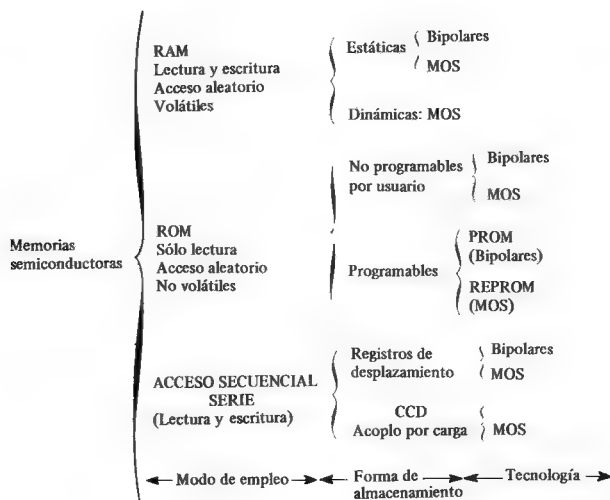 Memorias
semiconductoras
RAM
Lectura y escritura
Acceso aleatorio
Volátiles
Estáticas
Bipolares
MOS
Dinámicas: MOS
ROM
Sólo lectura
Acceso aleatorio
No volátiles
No programables
por usuario
Bipolares
MOS
Programables
PROM
(Bipolares)
REPROM
(MOS)
ACCESO SECUENCIAL
SERIE
(Lectura y escritura)
Registros de
desplazamiento
Bipolares
MOS
CCD
Acoplo por carga
MOS
Modo de empleo
Forma de
almacenamiento
Tecnología